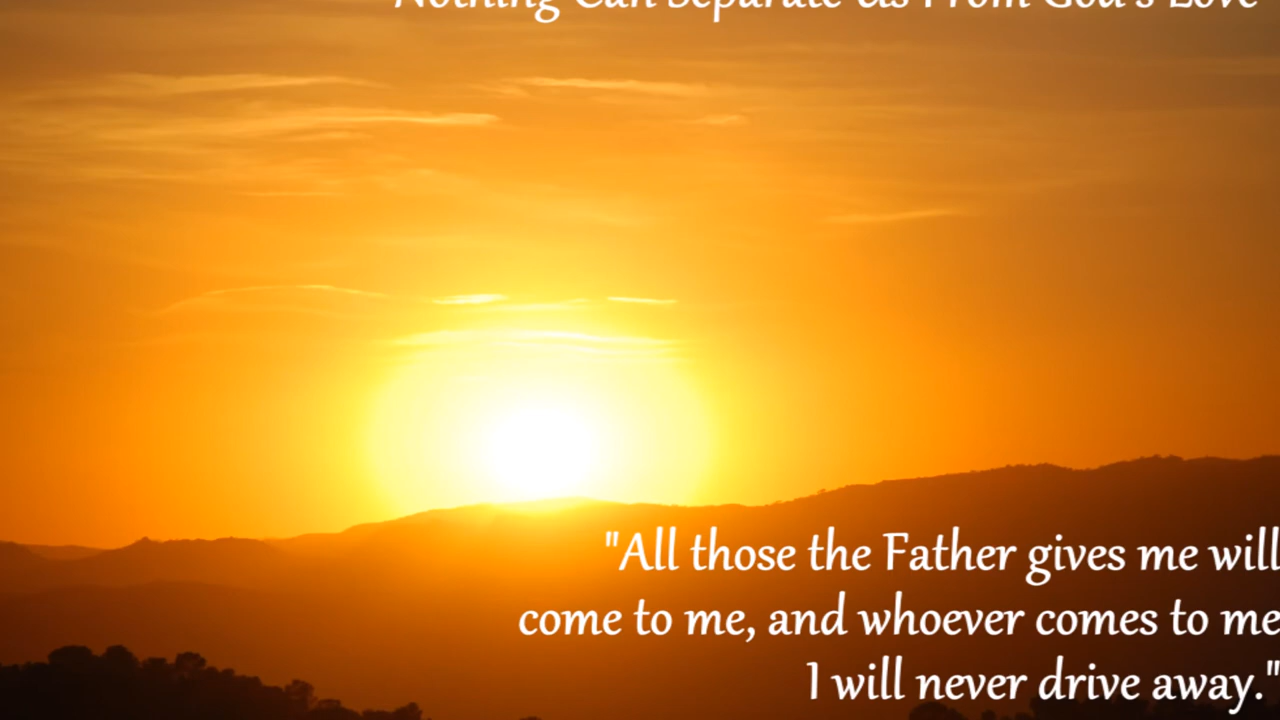 Nothing Can Separate Us From God's Love
"All those the Father gives me will
come to me, and whoever comes to me
I will never drive away."